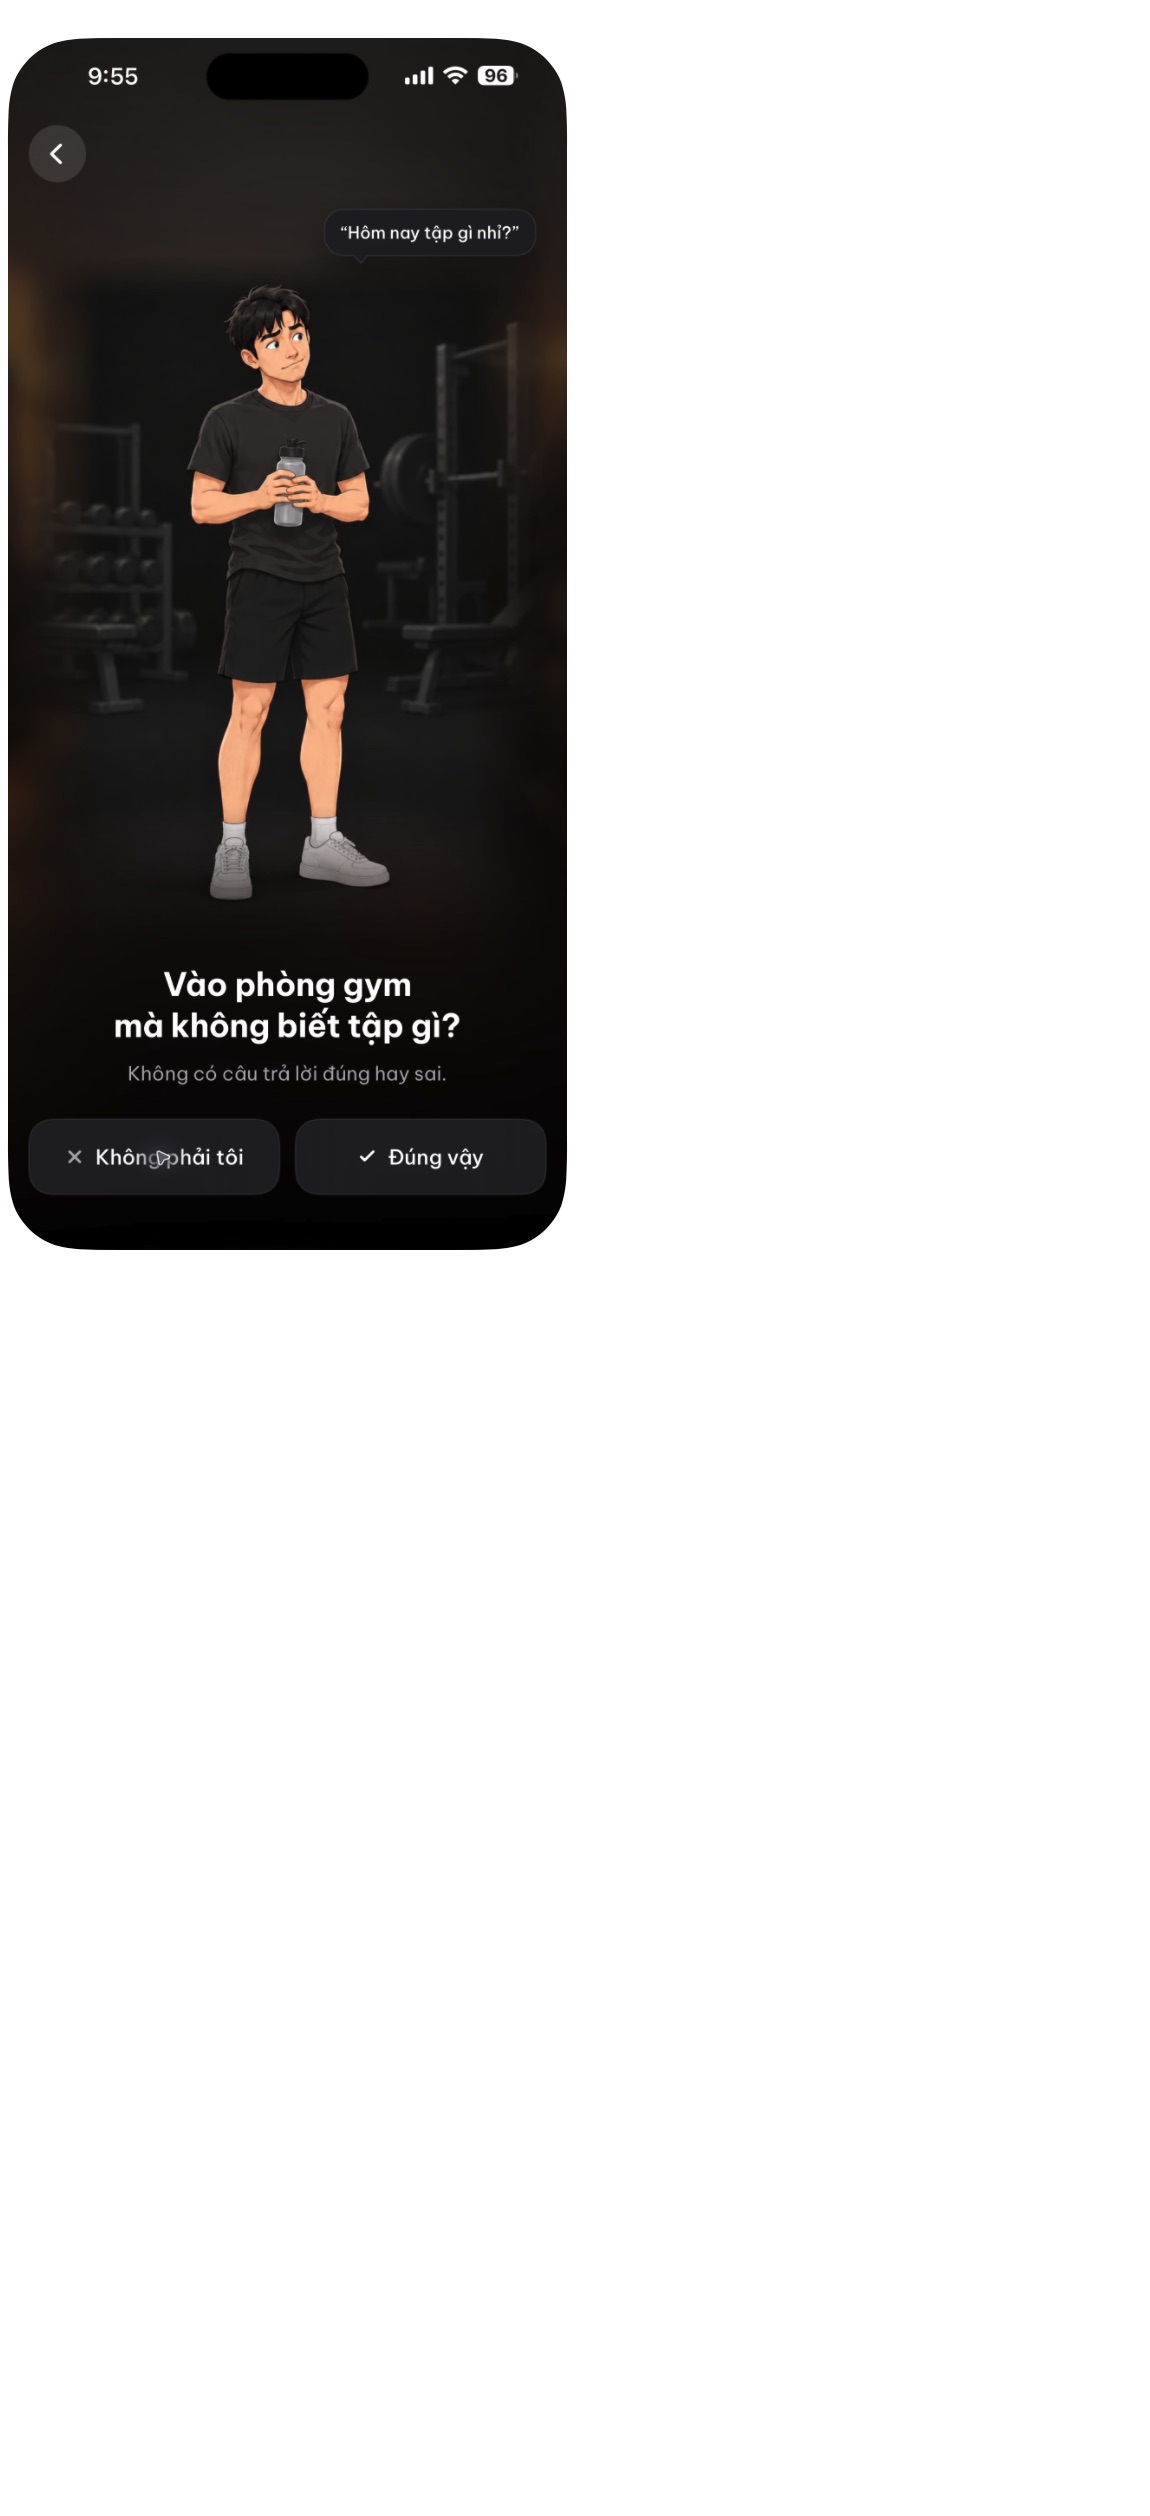 9:55
96
“Hôm nay tập gì nhỉ?”
Vào phòng gym
mà không biết tập gì?
Không có câu trả lời đúng hay sai.
Không phải tôi
Đúng vậy